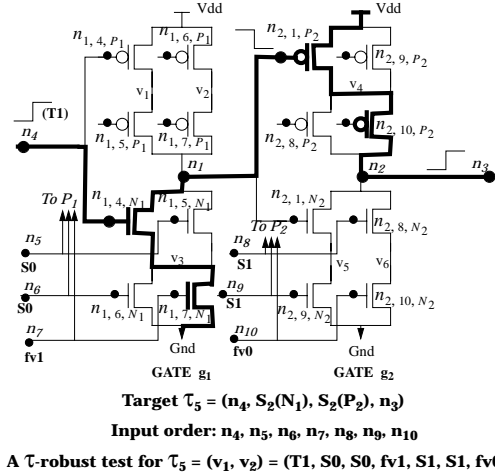 Vdd Vdd
n1, 4, P1 n1, 6, P1 n2, 1, P2 n2, 9, P2
(T1) v1 v2 v4
n4 n1, 5, P1 n1, 7, P1 n2, 8, P2 n2, 10, P2
n1 n2 n3
To P1 n1, 4, N1 n1, 5, N1 To P2 n2, 1, N2 n2, 8, N2
n5 n8
S0 v3 S1 v5 v6
n6 n9
S0 n1, 6, N1 n1, 7, N1 S1 n2, 9, N2 n2, 10, N2
n7 n10
fv1 Gnd fv0 Gnd
GATE g1 GATE g2
Target τ5 = (n4, S2(N1), S2(P2), n3)
Input order: n4, n5, n6, n7, n8, n9, n10
A τ-robust test for τ5 = (v1, v2) = (T1, S0, S0, fv1, S1, S1, fv0